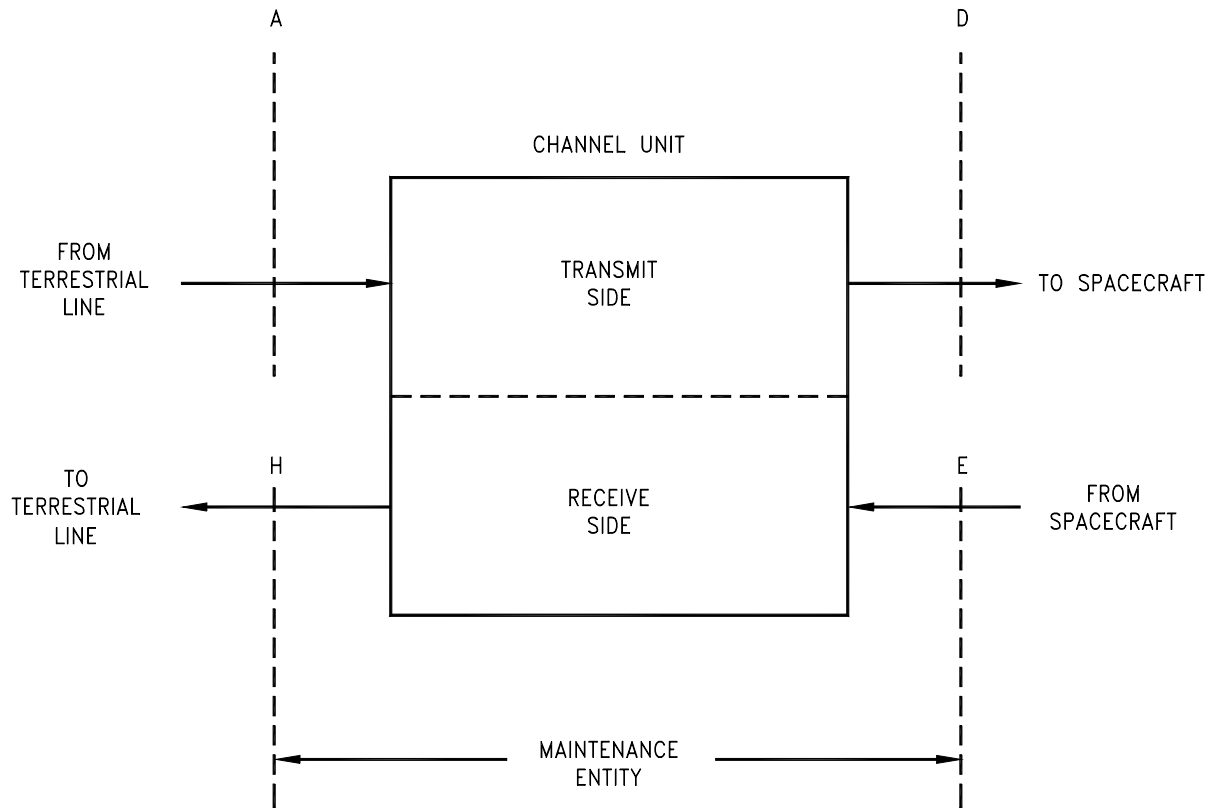 A
D
CHANNEL UNIT
FROM
TERRESTRIAL
LINE
TRANSMIT
SIDE
TO SPACECRAFT
H
E
TO
TERRESTRIAL
LINE
RECEIVE
SIDE
FROM
SPACECRAFT
MAINTENANCE
ENTITY